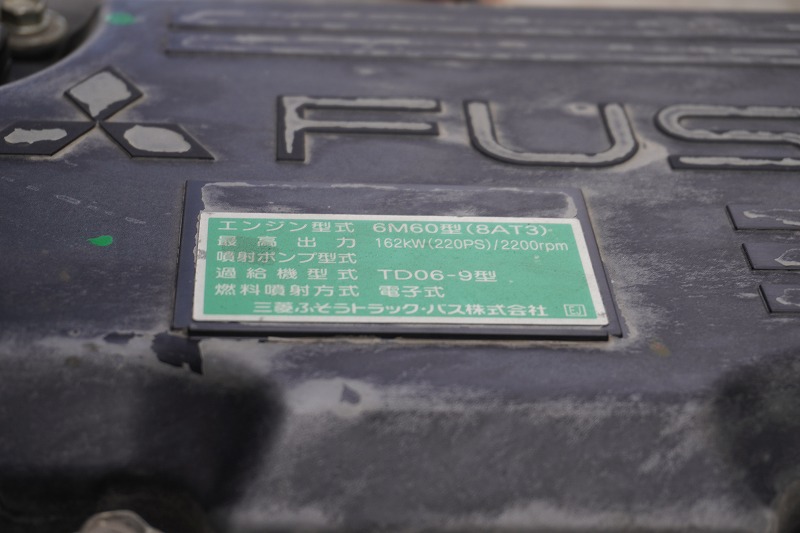 FUS
エンジン型式 6M60型(8AT3)
最高出力 162kW(220PS)/2200rpm
噴射ポンプ型式
過給機型式 TD06-9型
燃料噴射方式 電子式
三菱ふそうトラック・バス株式会社